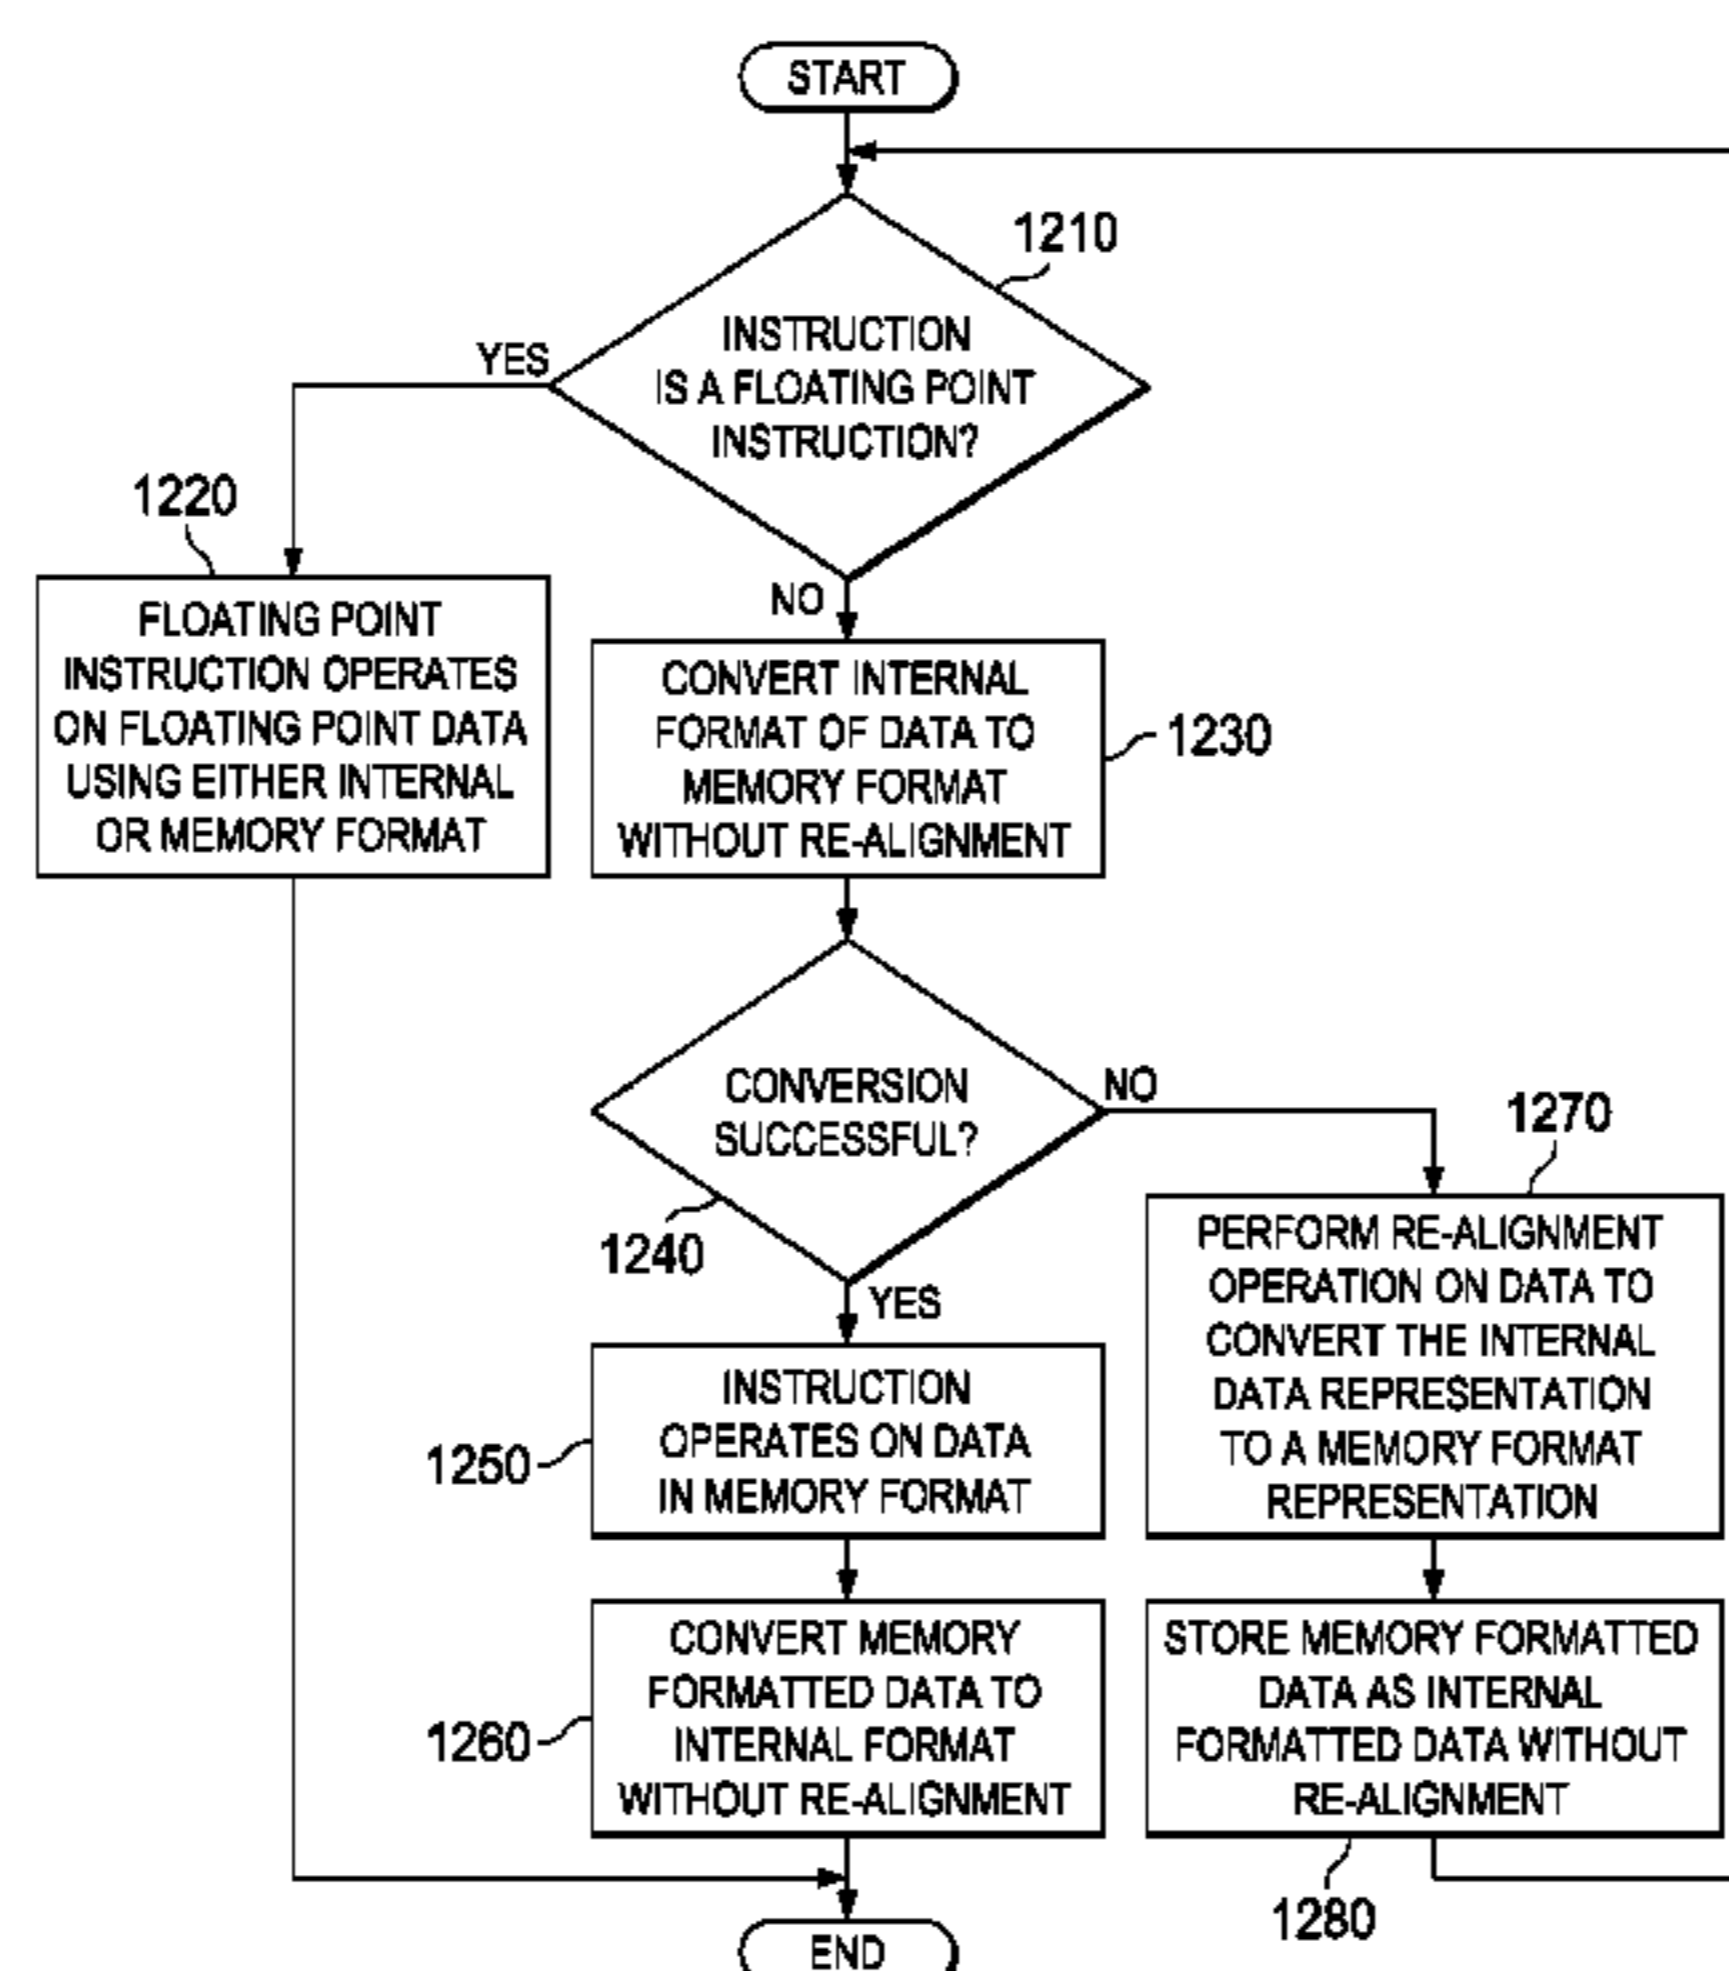 START
1210
INSTRUCTION
IS A FLOATING POINT
INSTRUCTION?
YES
NO
1220
FLOATING POINT
INSTRUCTION OPERATES
ON FLOATING POINT DATA
USING EITHER INTERNAL
OR MEMORY FORMAT
CONVERT INTERNAL
FORMAT OF DATA TO
MEMORY FORMAT
WITHOUT RE-ALIGNMENT
1230
CONVERSION
SUCCESSFUL?
NO
1240
YES
1270
PERFORM RE-ALIGNMENT
OPERATION ON DATA TO
CONVERT THE INTERNAL
DATA REPRESENTATION
TO A MEMORY FORMAT
REPRESENTATION
INSTRUCTION
OPERATES ON DATA
IN MEMORY FORMAT
1250
CONVERT MEMORY
FORMATTED DATA TO
INTERNAL FORMAT
WITHOUT RE-ALIGNMENT
1260
STORE MEMORY FORMATTED
DATA AS INTERNAL
FORMATTED DATA WITHOUT
RE-ALIGNMENT
1280
END